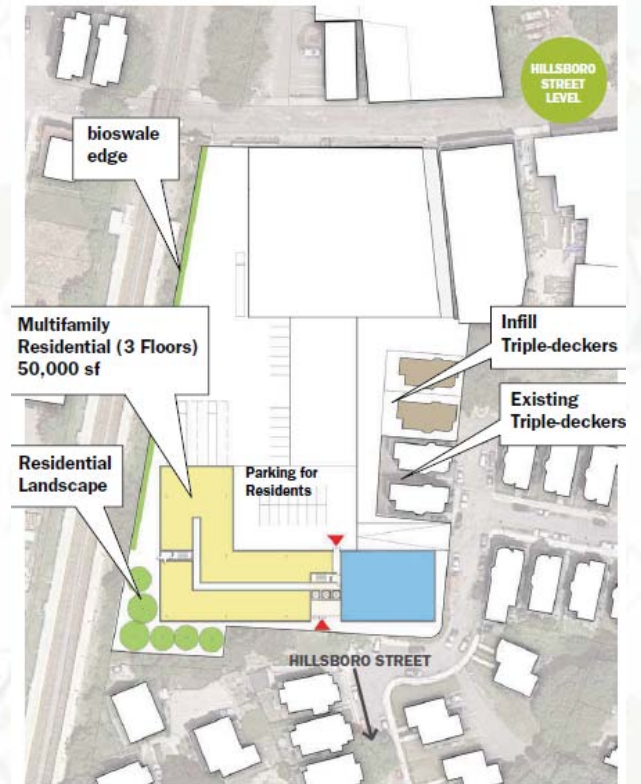 HILLSBORO
STREET
LEVEL
bioswale
edge
Multifamily
Residential (3 Floors)
50,000 sf
Infill
Triple-deckers
Existing
Triple-deckers
Residential
Landscape
Parking for
Residents
HILLSBORO STREET